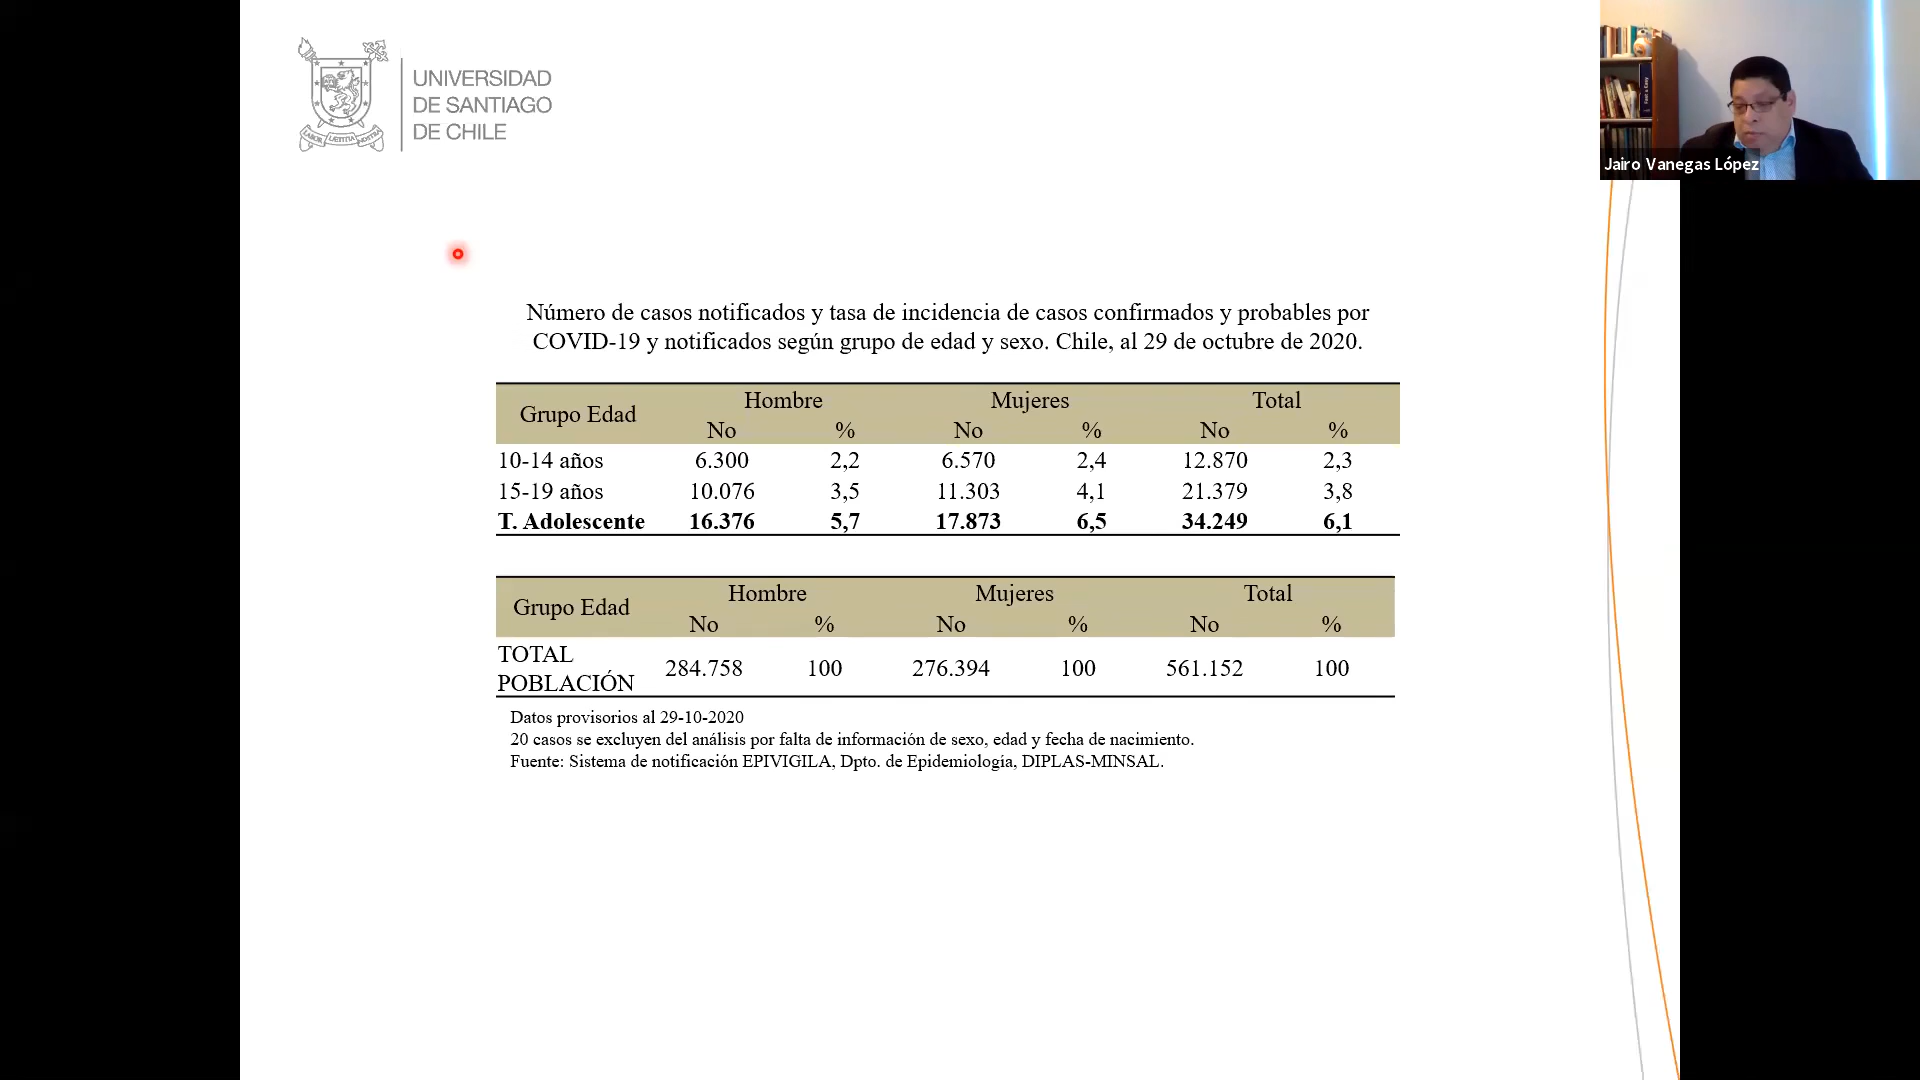 UNIVERSIDAD
DE SANTIAGO
DE CHILE
LABOR LÆTITIA NOSTRA
Jairo Vanegas López
Número de casos notificados y tasa de incidencia de casos confirmados y probables por
COVID-19 y notificados según grupo de edad y sexo. Chile, al 29 de octubre de 2020.
Grupo Edad Hombre Mujeres Total
No % No % No %
10-14 años 6.300 2,2 6.570 2,4 12.870 2,3
15-19 años 10.076 3,5 11.303 4,1 21.379 3,8
T. Adolescente 16.376 5,7 17.873 6,5 34.249 6,1
Grupo Edad Hombre Mujeres Total
No % No % No %
TOTAL
POBLACIÓN 284.758 100 276.394 100 561.152 100
Datos provisorios al 29-10-2020
20 casos se excluyen del análisis por falta de información de sexo, edad y fecha de nacimiento.
Fuente: Sistema de notificación EPIVIGILA, Dpto. de Epidemiología, DIPLAS-MINSAL.